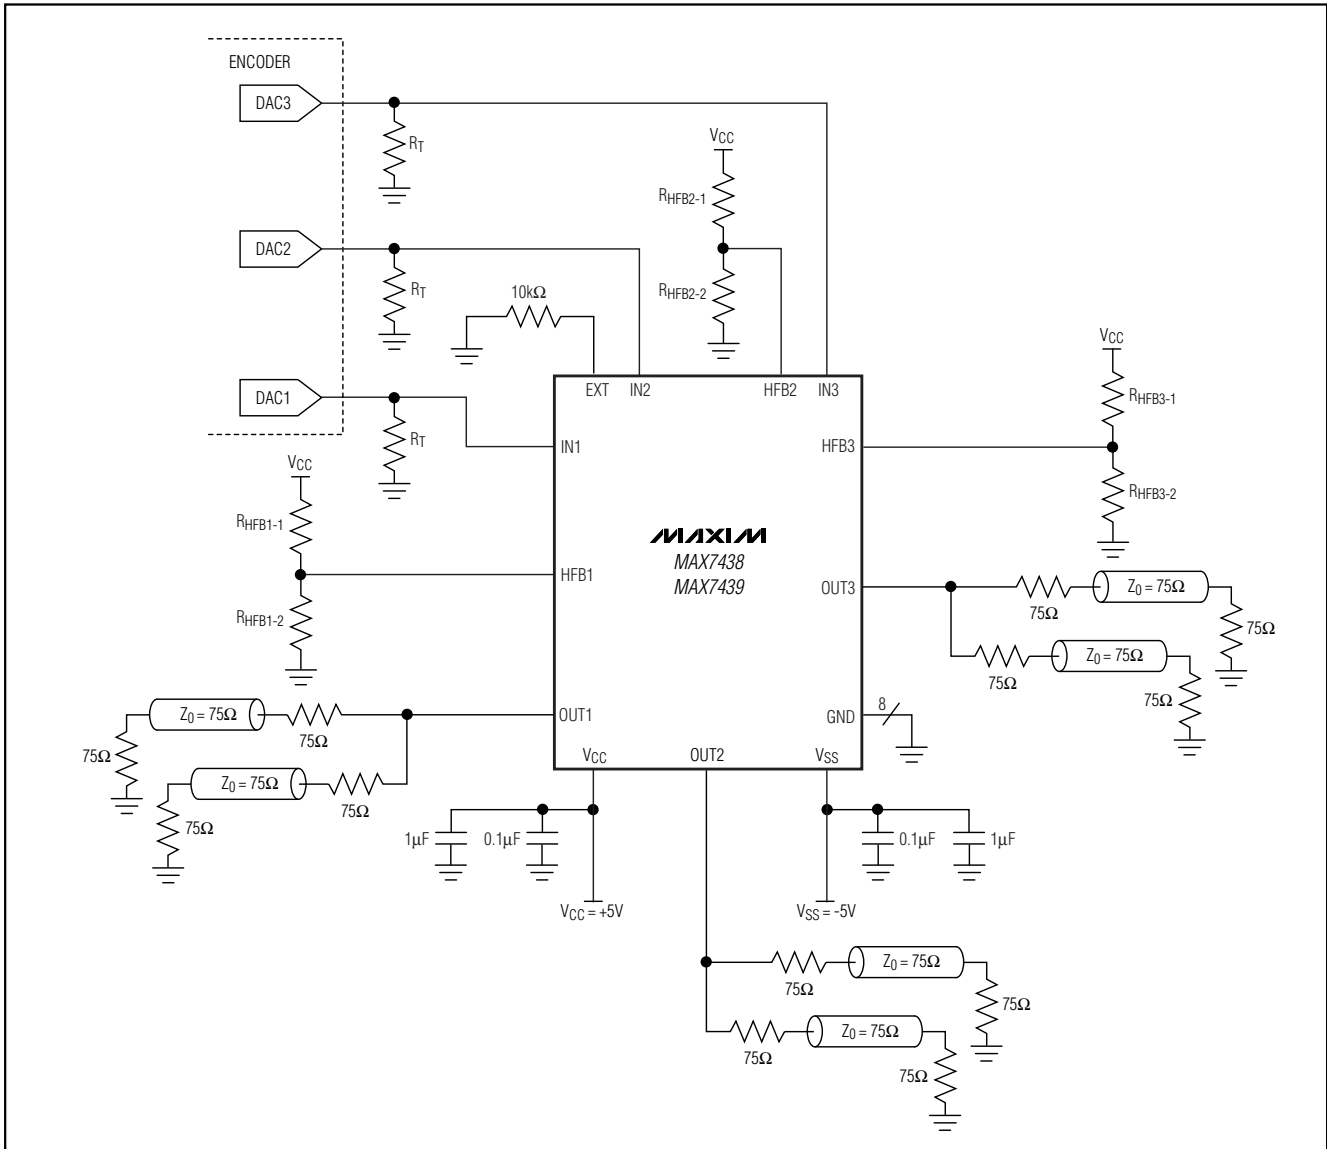 ENCODER
DAC3
RT
VCC
RHFB2-1
DAC2
RT
10kΩ
RHFB2-2
VCC
DAC1
EXT
IN2
HFB2
IN3
RHFB3-1
RT
IN1
HFB3
VCC
RHFB3-2
RHFB1-1
MAXIM
MAX7438
MAX7439
HFB1
OUT3
Z0 = 75Ω
75Ω
RHFB1-2
75Ω
Z0 = 75Ω
75Ω
75Ω
Z0 = 75Ω
OUT1
8
GND
75Ω
75Ω
VCC
OUT2
VSS
Z0 = 75Ω
75Ω
75Ω
1µF
0.1µF
0.1µF
1µF
VCC = +5V
VSS = -5V
Z0 = 75Ω
75Ω
75Ω
Z0 = 75Ω
75Ω
75Ω